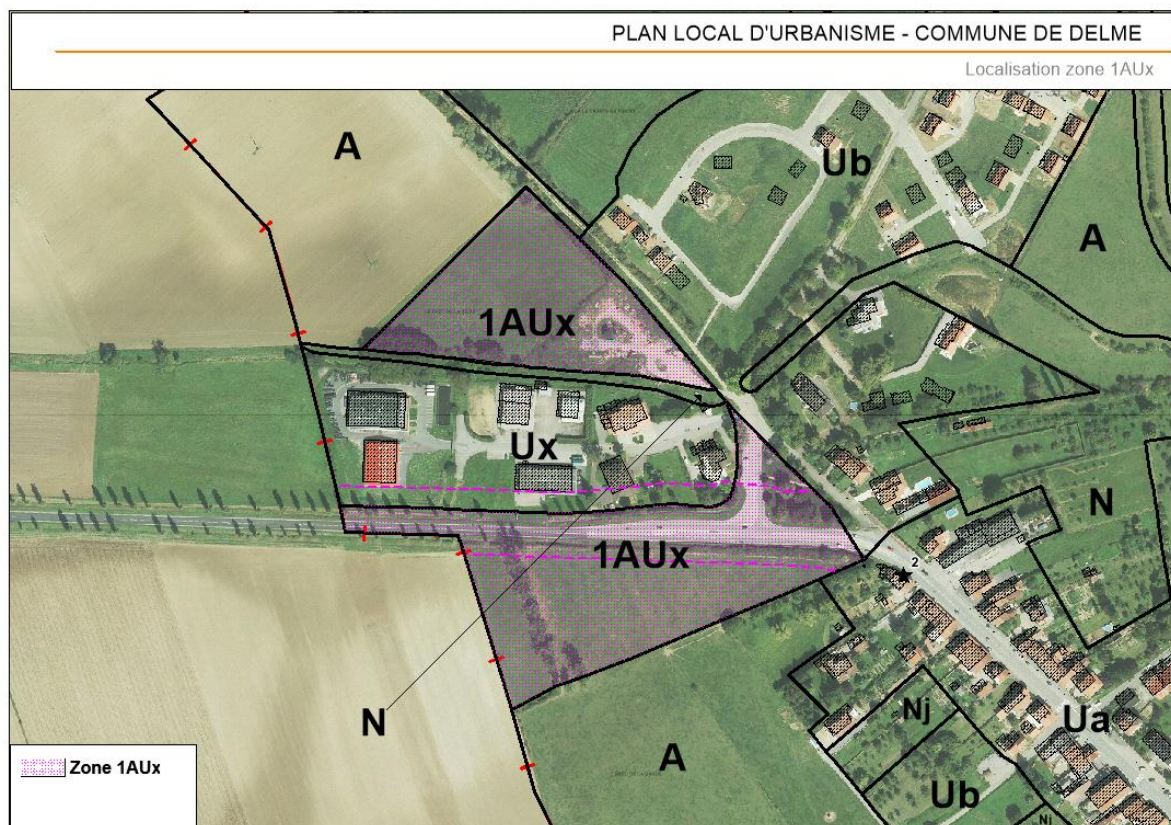 PLAN LOCAL D'URBANISME - COMMUNE DE DELME
Localisation zone 1AUx
A
Ub
A
1AUx
Ux
N
1AUx
2
N
Nj
Ua
A
Ub
Nj
Zone 1AUx